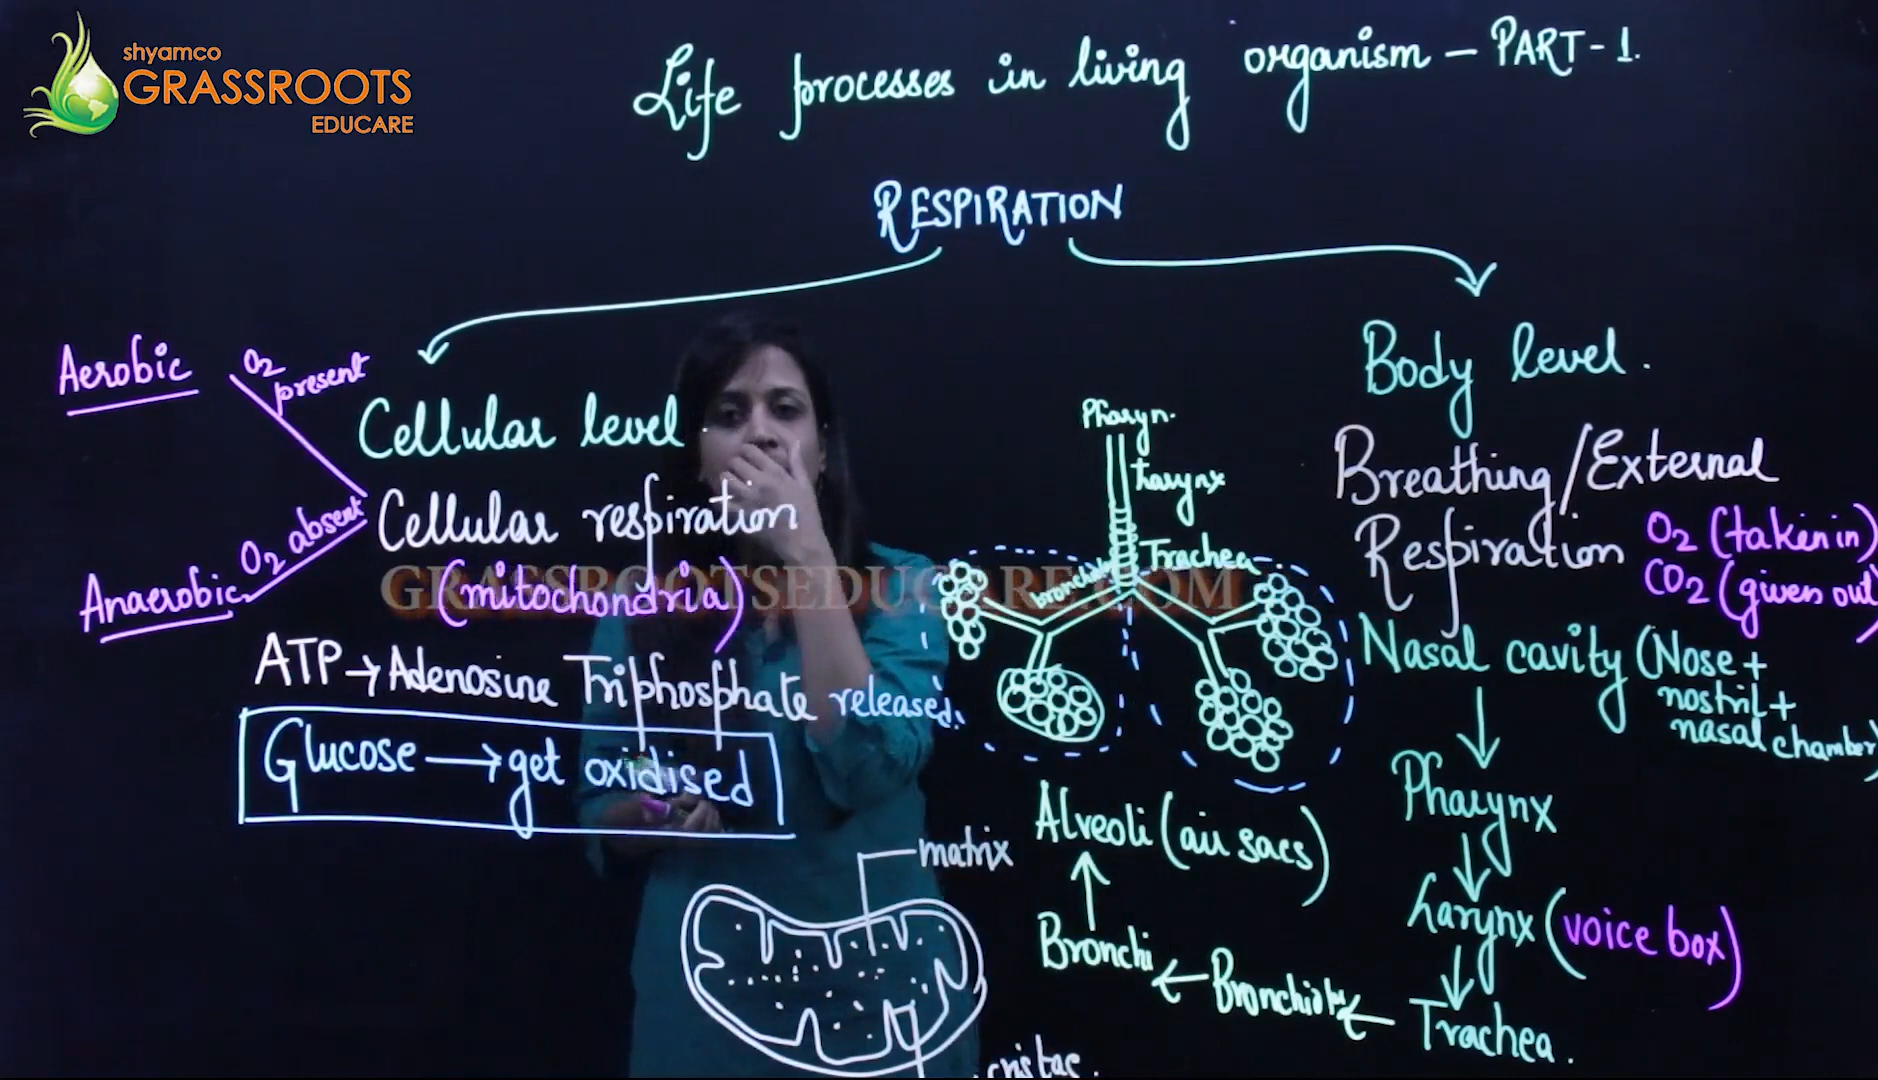 shyamco
GRASSROOTS
EDUCARE
Life processes in living organism - PART-1.
RESPIRATION
Aerobic
O2 present
Anaerobic
O2 absent
Cellular level
Cellular respiration
(mitochondria)
ATP → Adenosine Triphosphate released.
Glucose → get oxidised
GRASSROOTSEDUCARE.COM
matrix
cristae.
Pharyn.
Larynx
Trachea
Body level.
Breathing/External
Respiration
O2 (taken in)
CO2 (given out)
Nasal cavity (Nose +
nostril +
nasal chamber)
Pharynx
Larynx (voice box)
Trachea.
Bronchi ←
Alveoli (air sacs)